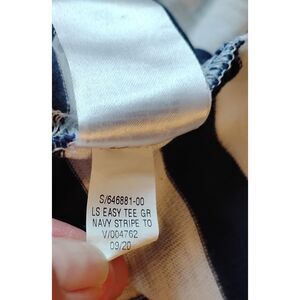 S/646881-00
LS EASY TEE GR
NAVY STRIPE TO
V/004762
09/20